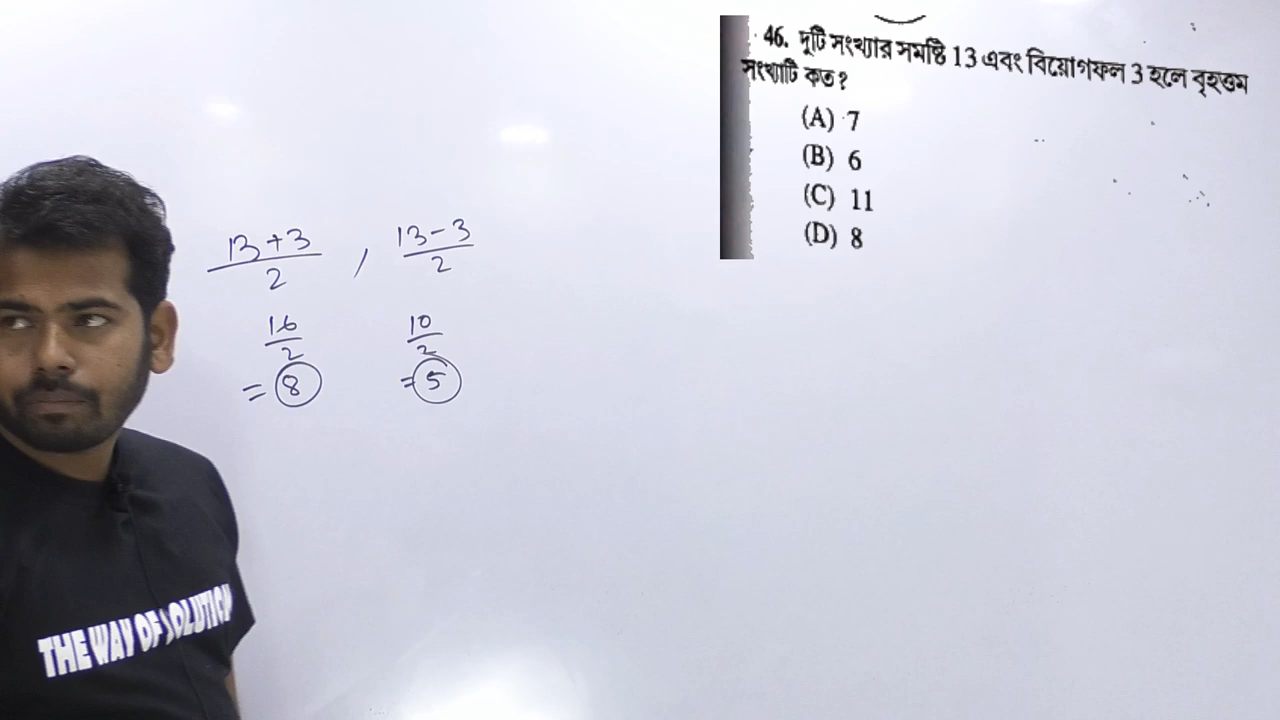 46. দুটি সংখ্যার সমষ্টি 13 এবং বিয়োগফল 3 হলে বৃহত্তম
সংখ্যাটি কত?
(A) 7
(B) 6
(C) 11
(D) 8
13+3 / 2 , 13-3 / 2
16 / 2 10 / 2
= 8 = 5
THE WAY OF SOLUTION